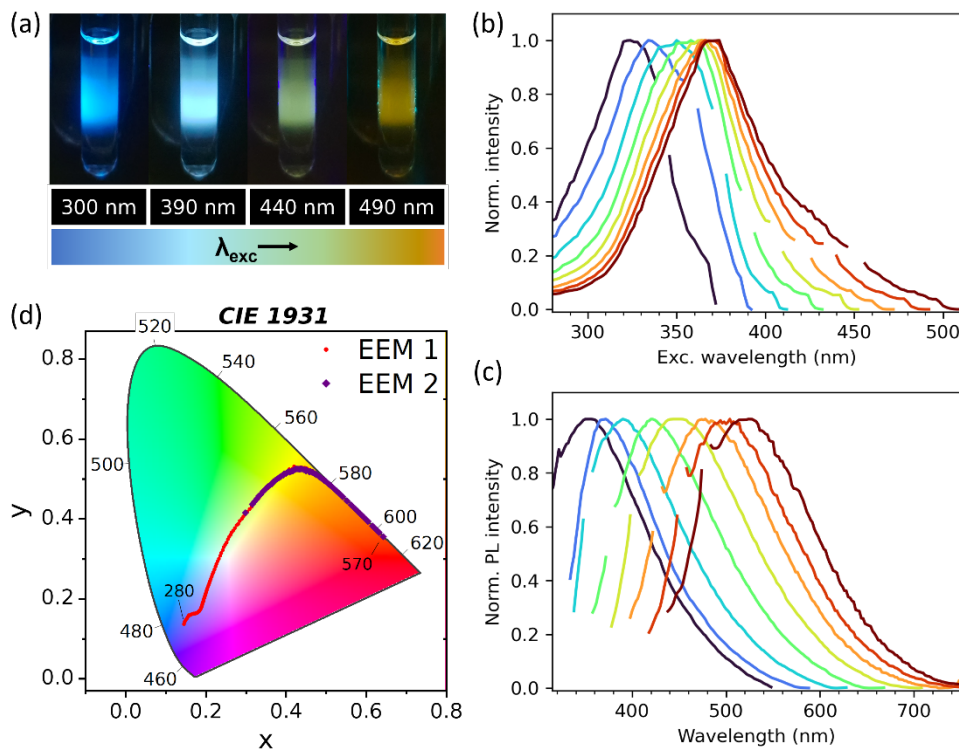 (a)
300 nm 390 nm 440 nm 490 nm
λexc
(b)
Norm. intensity
1.0
0.8
0.6
0.4
0.2
0.0
300 350 400 450 500
Exc. wavelength (nm)
(d)
CIE 1931
EEM 1
EEM 2
520
540
560
500
580
600
620
570
280
480
460
y
0.8
0.6
0.4
0.2
0.0
0.0 0.2 0.4 0.6 0.8
x
(c)
Norm. PL intensity
1.0
0.8
0.6
0.4
0.2
0.0
400 500 600 700
Wavelength (nm)